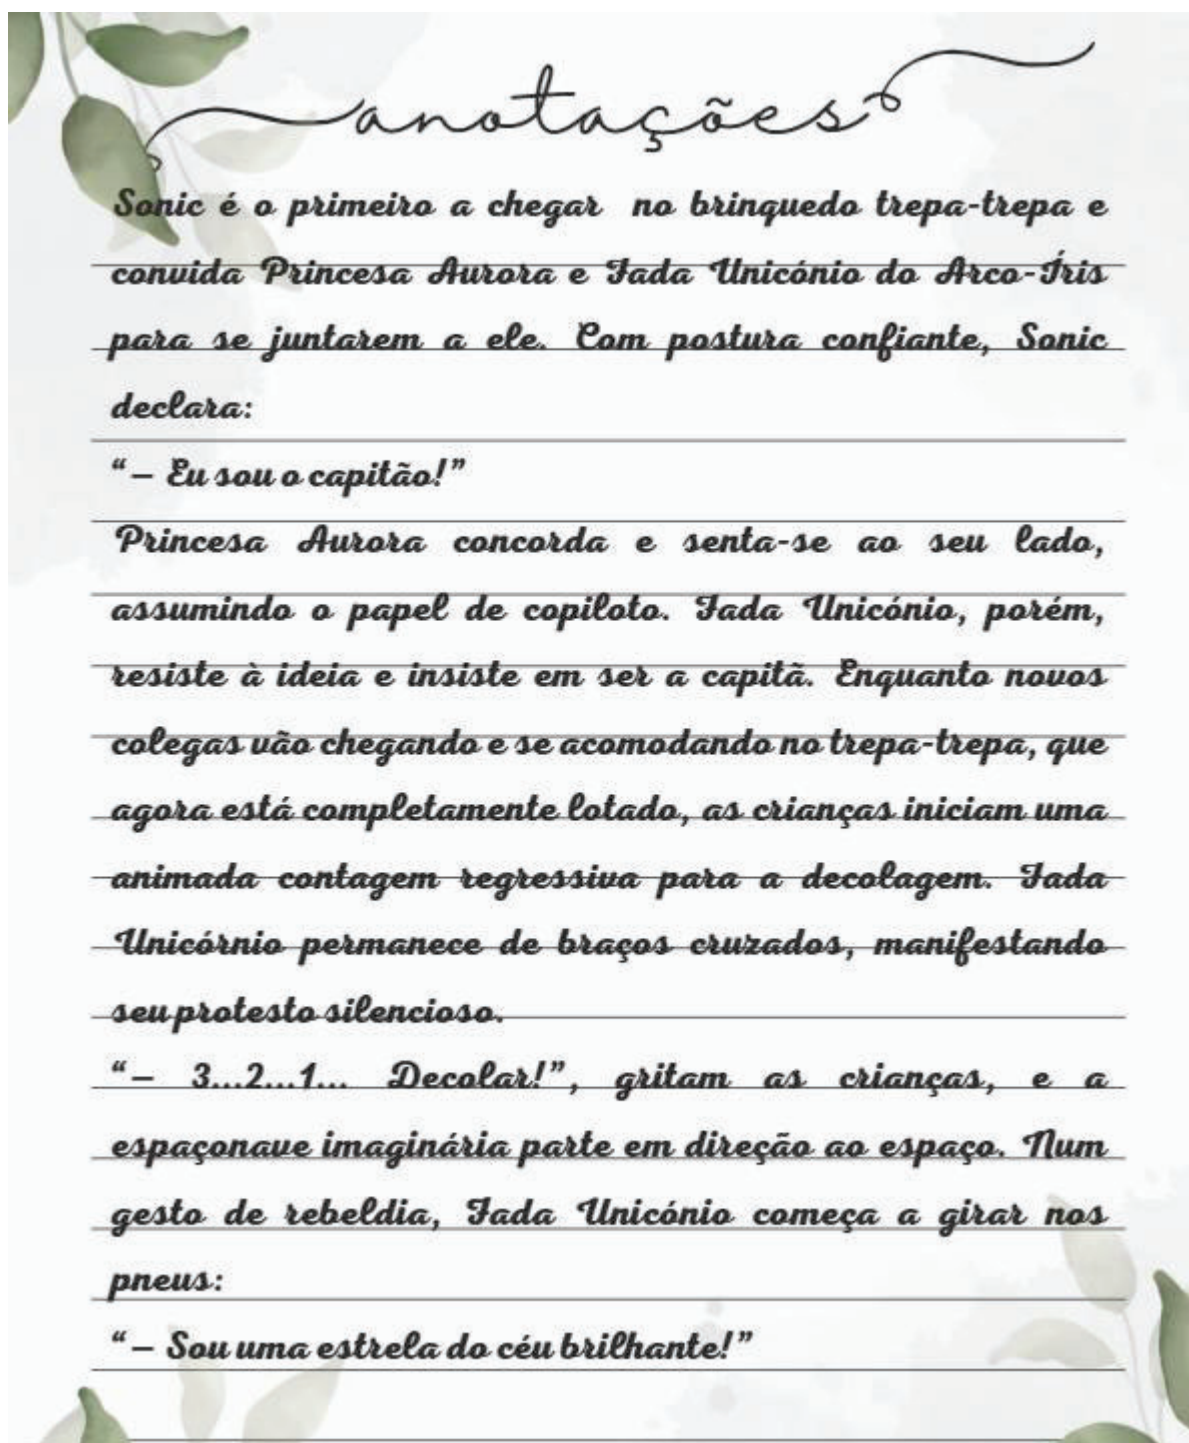 anotações
Sonic é o primeiro a chegar no brinquedo trepa-trepa e
convida Princesa Aurora e Fada Unicónio do Arco-Íris
para se juntarem a ele. Com postura confiante, Sonic
declara:
“– Eu sou o capitão!”
Princesa Aurora concorda e senta-se ao seu lado,
assumindo o papel de copiloto. Fada Unicónio, porém,
resiste à ideia e insiste em ser a capitã. Enquanto novos
colegas vão chegando e se acomodando no trepa-trepa, que
agora está completamente lotado, as crianças iniciam uma
animada contagem regressiva para a decolagem. Fada
Unicórnio permanece de braços cruzados, manifestando
seu protesto silencioso.
“– 3...2...1... Decolar!”, gritam as crianças, e a
espaçonave imaginária parte em direção ao espaço. Num
gesto de rebeldia, Fada Unicónio começa a girar nos
pneus:
“– Sou uma estrela do céu brilhante!”